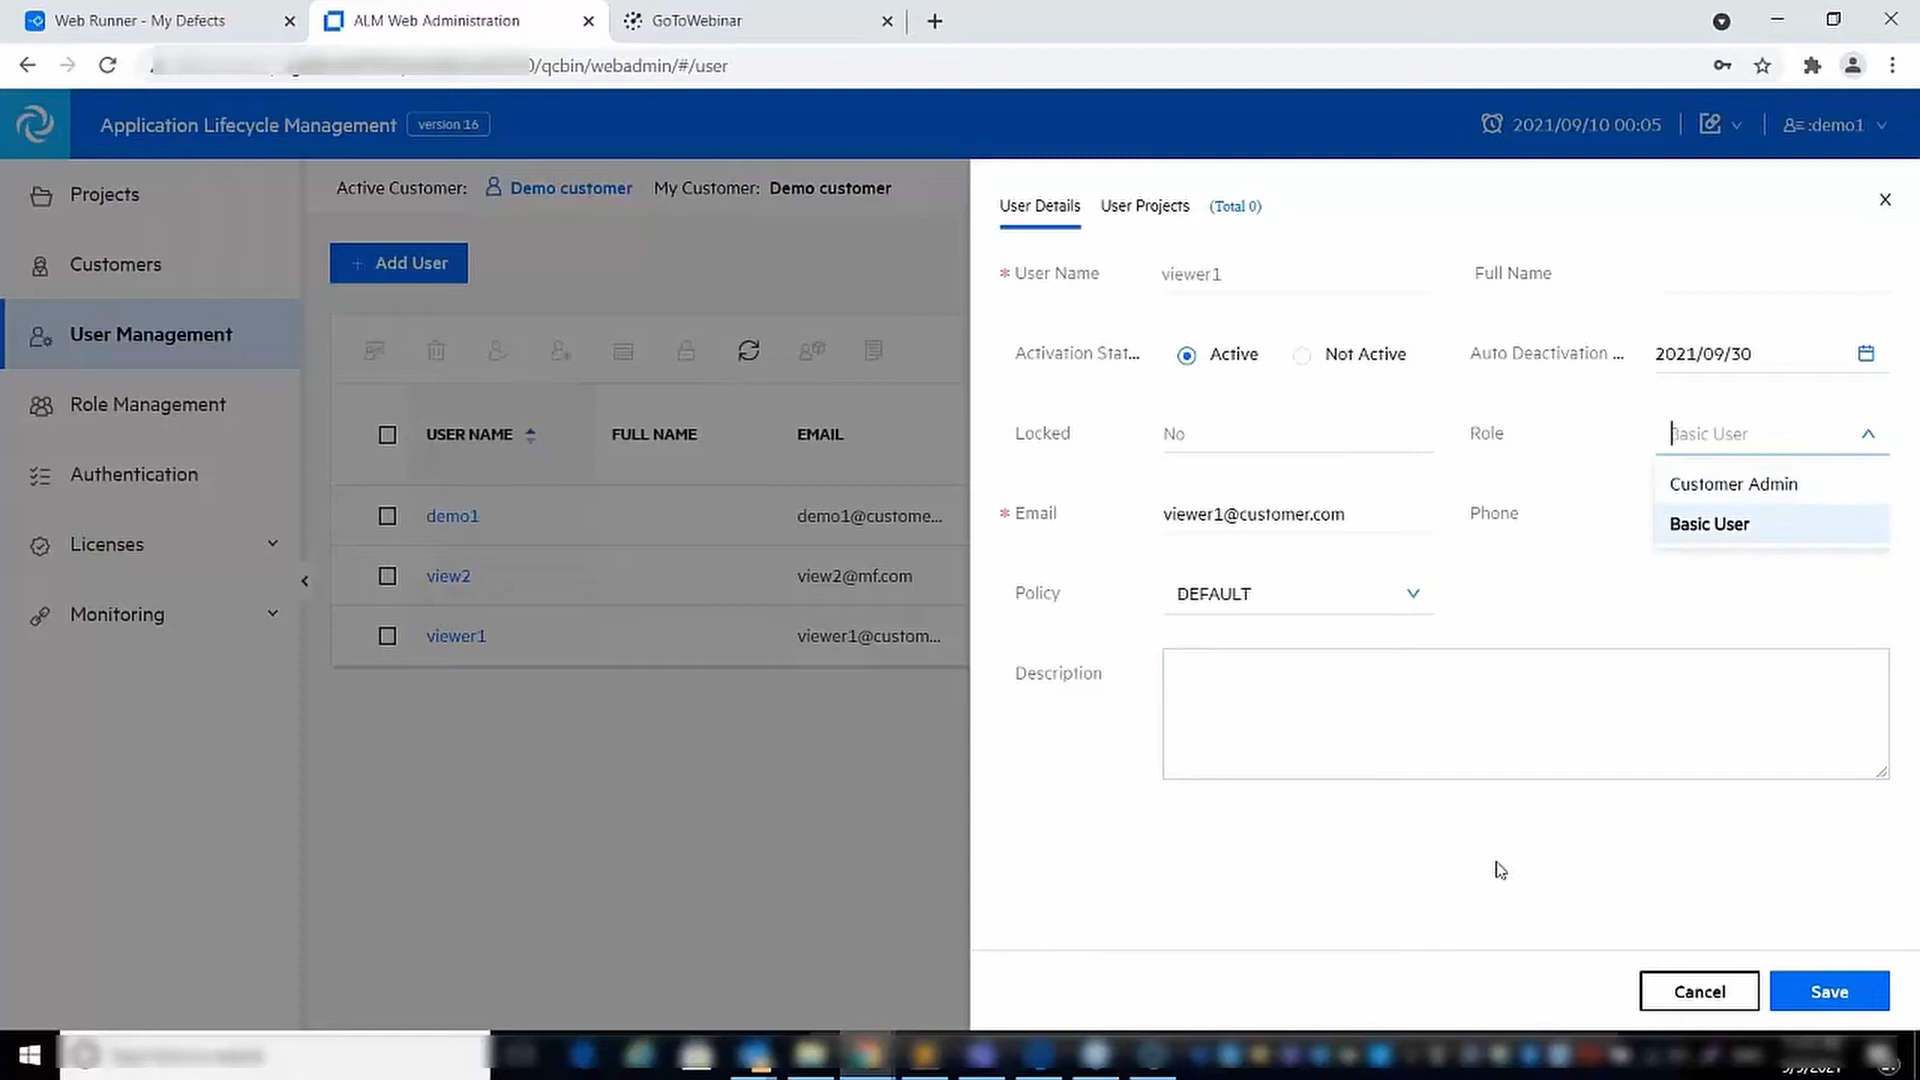 Web Runner - My Defects
ALM Web Administration
GoToWebinar
0/qcbin/webadmin/#/user
Application Lifecycle Management
version 16
2021/09/10 00:05
:demo1
Projects
Customers
User Management
Role Management
Authentication
Licenses
Monitoring
Active Customer: Demo customer My Customer: Demo customer
+ Add User
USER NAME FULL NAME EMAIL
demo1 demo1@custome...
view2 view2@mf.com
viewer1 viewer1@custom...
User Details User Projects (Total 0)
* User Name viewer1 Full Name
Activation Stat... Active Not Active Auto Deactivation ... 2021/09/30
Locked No Role Basic User
Customer Admin
Basic User
* Email viewer1@customer.com Phone
Policy DEFAULT
Description
Cancel Save